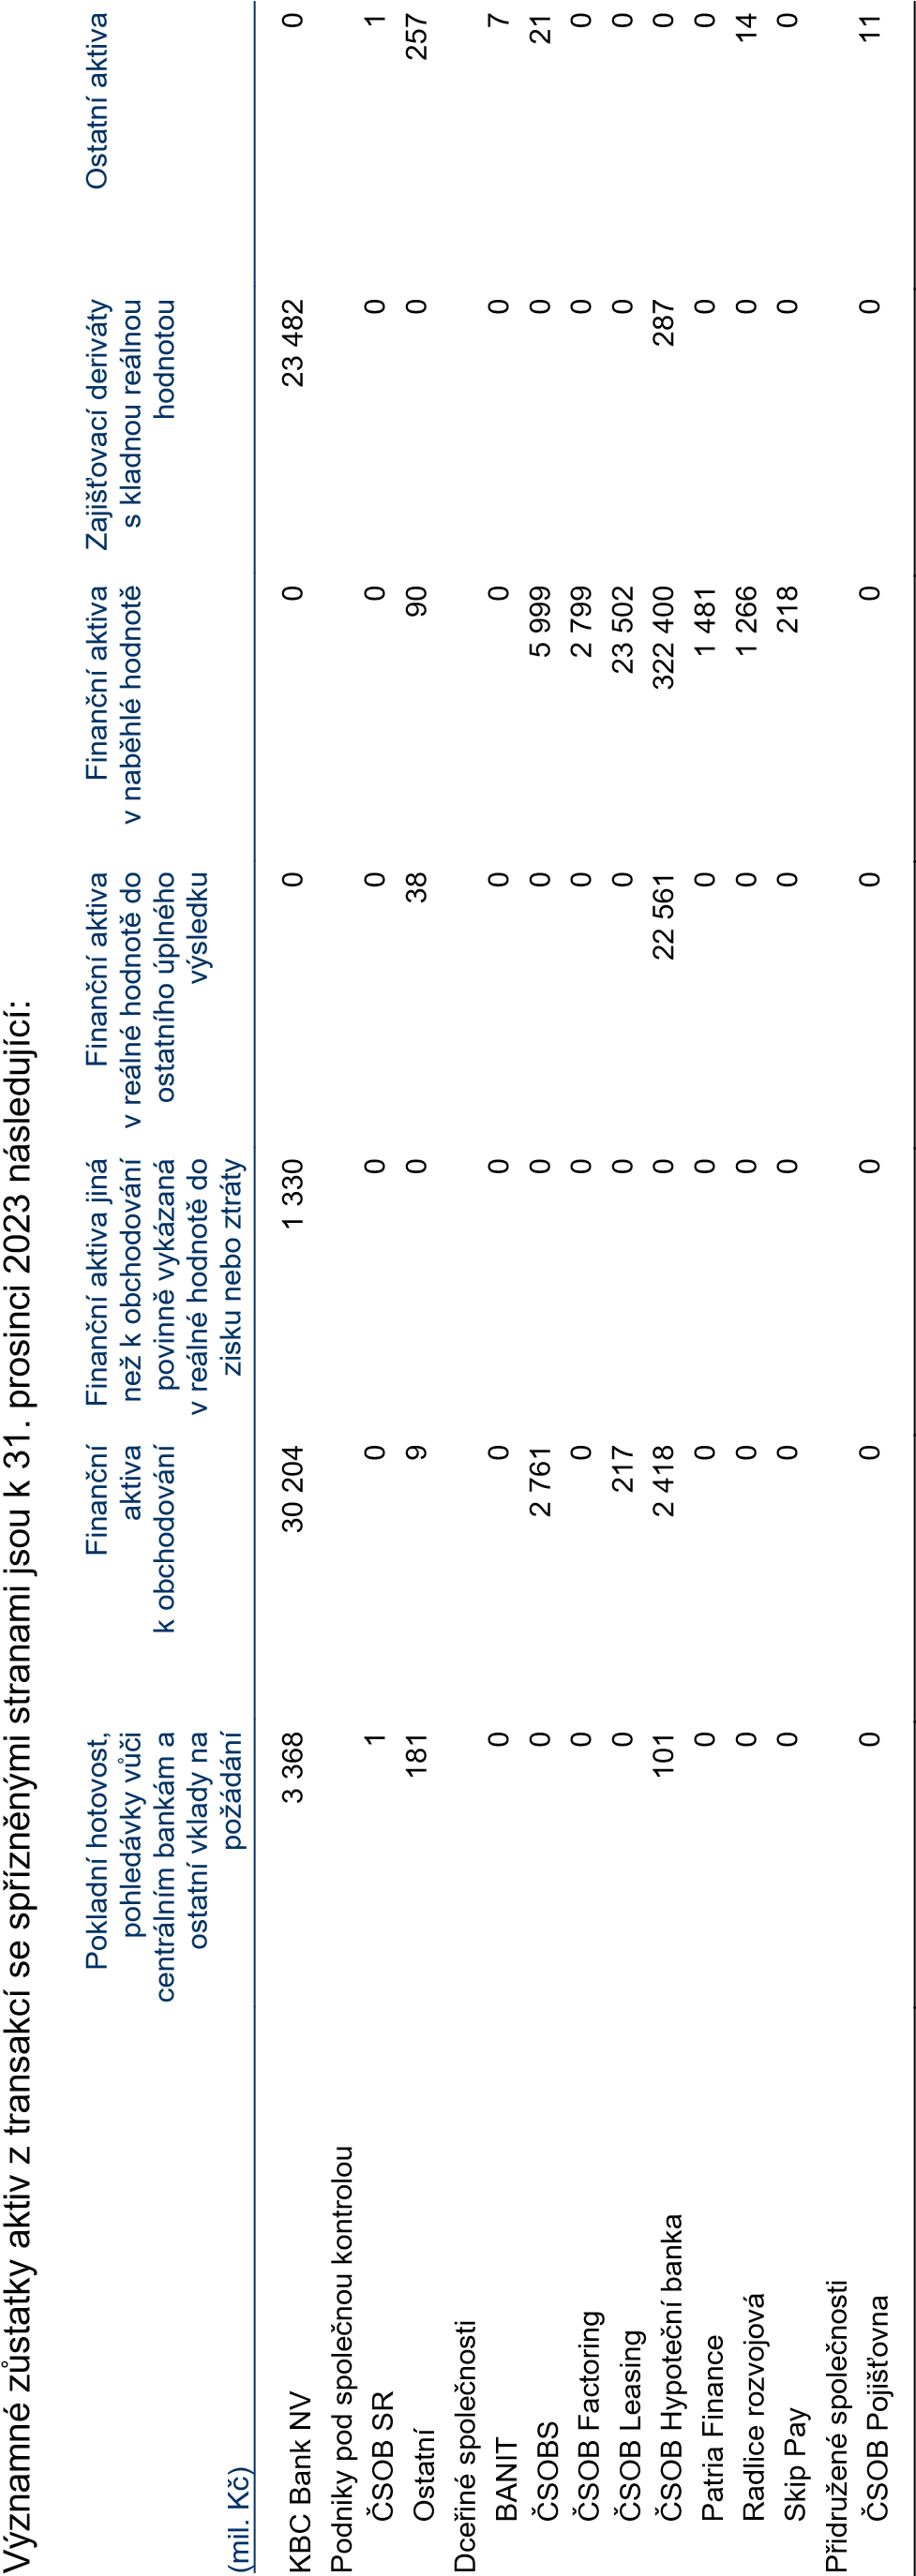 Významné zůstatky aktiv z transakcí se spřízněnými stranami jsou k 31. prosinci 2023 následující:
(mil. Kč)
Pokladní hotovost,
pohledávky vůči
centrálním bankám a
ostatní vklady na
požádání
Finanční
aktiva
k obchodování
Finanční aktiva jiná
než k obchodování
povinně vykázaná
v reálné hodnotě do
zisku nebo ztráty
Finanční aktiva
v reálné hodnotě do
ostatního úplného
výsledku
Finanční aktiva
v naběhlé hodnotě
Zajišťovací deriváty
s kladnou reálnou
hodnotou
Ostatní aktiva
KBC Bank NV 3 368 30 204 1 330 0 0 23 482 0
Podniky pod společnou kontrolou
ČSOB SR 1 0 0 0 0 0 1
Ostatní 181 9 0 38 90 0 257
Dceřiné společnosti
BANIT 0 0 0 0 0 0 7
ČSOBS 0 2 761 0 0 5 999 0 21
ČSOB Factoring 0 0 0 0 2 799 0 0
ČSOB Leasing 0 217 0 0 23 502 0 0
ČSOB Hypoteční banka 101 2 418 0 22 561 322 400 287 0
Patria Finance 0 0 0 0 1 481 0 0
Radlice rozvojová 0 0 0 0 1 266 0 14
Skip Pay 0 0 0 0 218 0 0
Přidružené společnosti
ČSOB Pojišťovna 0 0 0 0 0 0 11